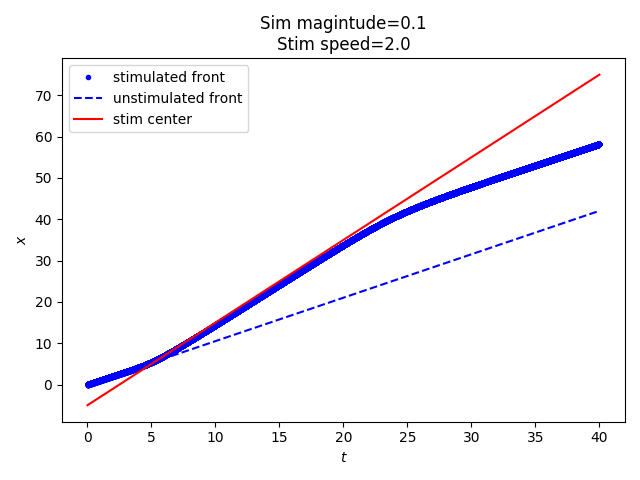 Sim magintude=0.1
Stim speed=2.0
stimulated front
unstimulated front
stim center
70
60
50
40
30
20
10
0
x
0 5 10 15 20 25 30 35 40
t